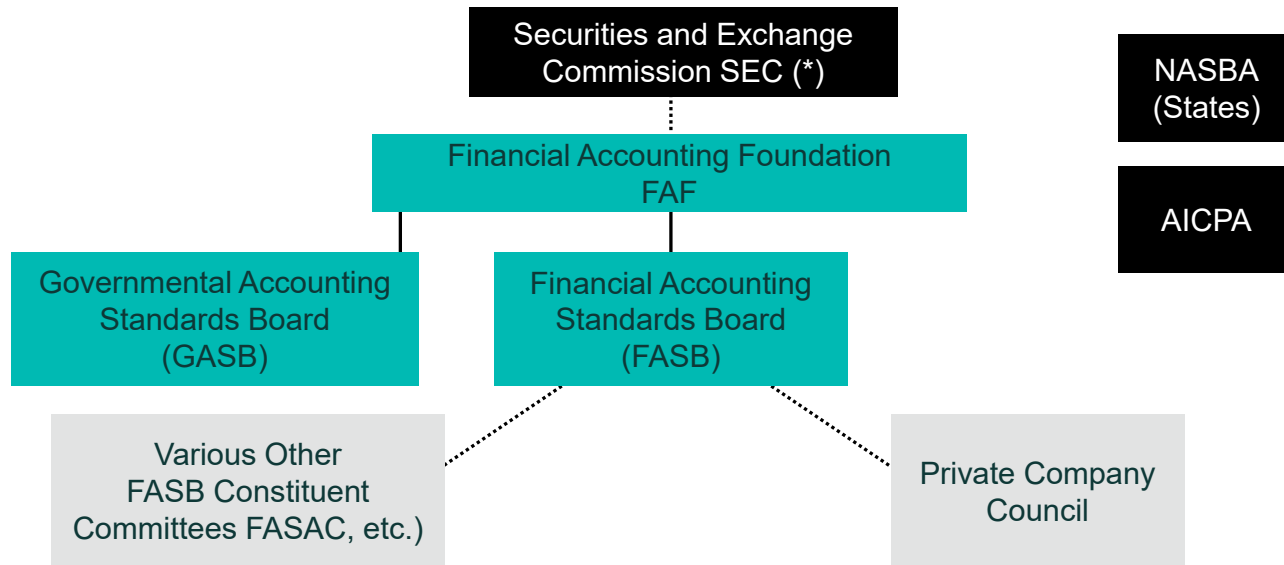 Securities and Exchange
Commission SEC (*)
NASBA
(States)
Financial Accounting Foundation
FAF
AICPA
Governmental Accounting
Standards Board
(GASB)
Financial Accounting
Standards Board
(FASB)
Various Other
FASB Constituent
Committees FASAC, etc.)
Private Company
Council